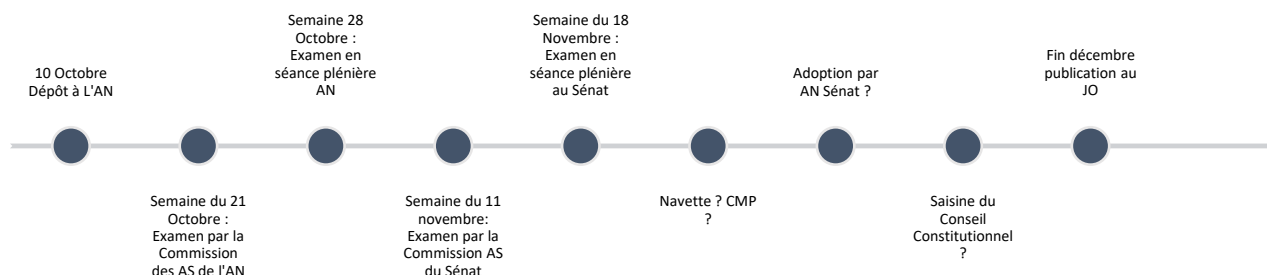 10 Octobre
Dépôt à L'AN
Semaine du 21
Octobre :
Examen par la
Commission
des AS de l'AN
Semaine 28
Octobre :
Examen en
séance plénière
AN
Semaine du 11
novembre:
Examen par la
Commission AS
du Sénat
Semaine du 18
Novembre :
Examen en
séance plénière
au Sénat
Navette ? CMP
?
Adoption par
AN Sénat ?
Saisine du
Conseil
Constitutionnel
?
Fin décembre
publication au
JO